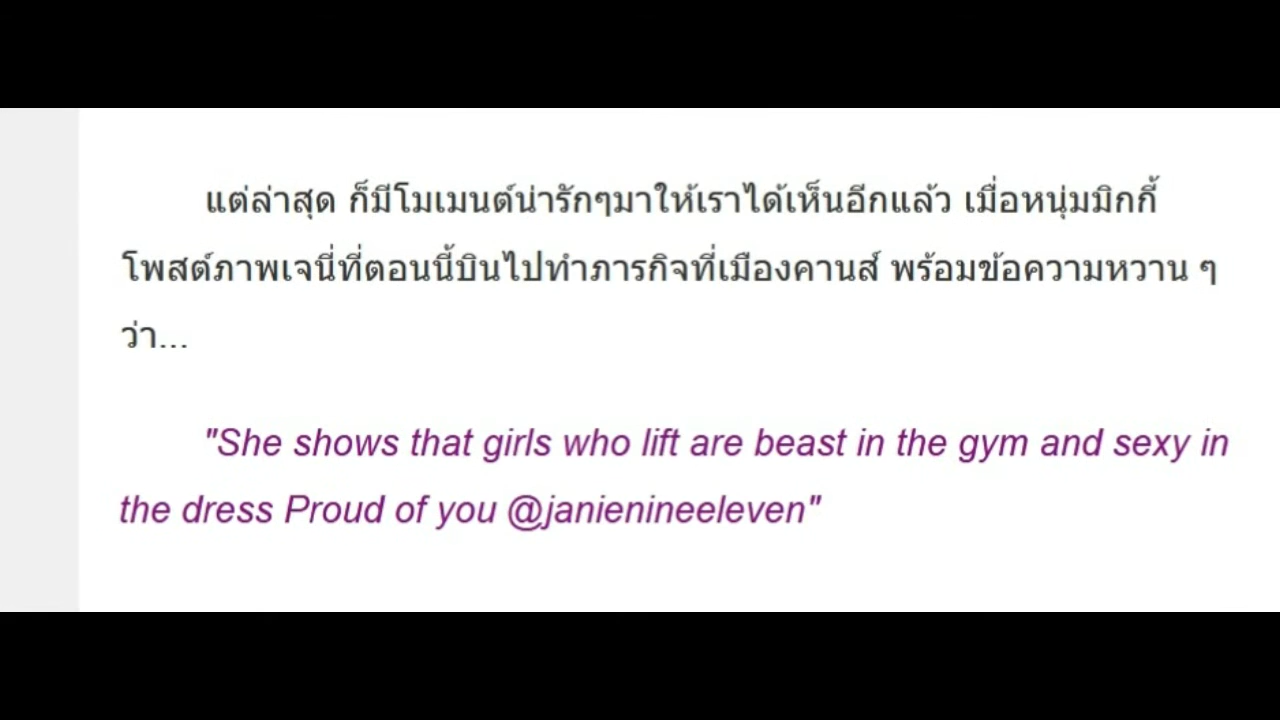 แต่ล่าสุด ก็มีโมเมนต์น่ารักๆมาให้เราได้เห็นอีกแล้ว เมื่อหนุ่มมิกกี้
โพสต์ภาพเจนี่ที่ตอนนี้บินไปทำภารกิจที่เมืองคานส์ พร้อมข้อความหวาน ๆ
ว่า...
"She shows that girls who lift are beast in the gym and sexy in
the dress Proud of you @janienineeleven"